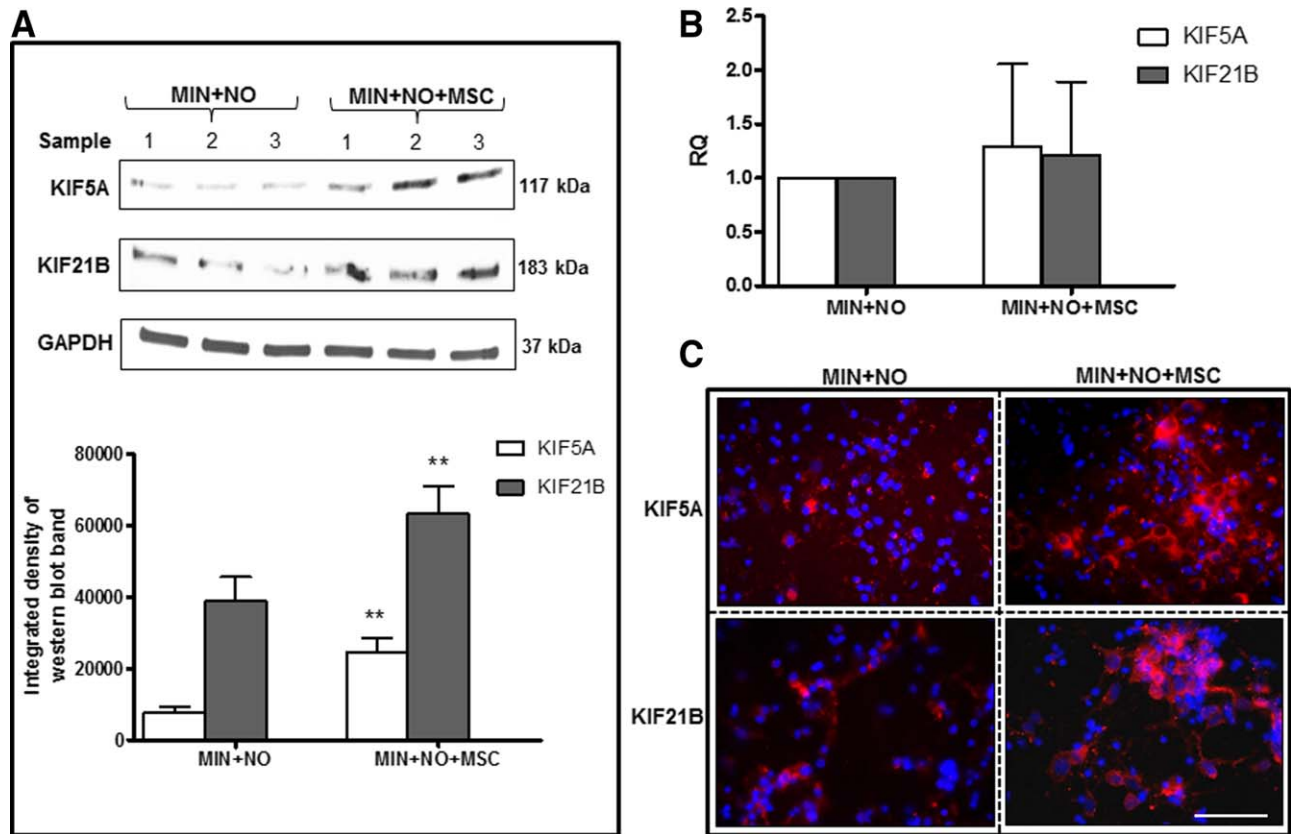 A
MIN+NO MIN+NO+MSC
Sample 1 2 3 1 2 3
KIF5A 117 kDa
KIF21B 183 kDa
GAPDH 37 kDa
Integrated density of
western blot band
80000
60000
40000
20000
0
KIF5A
KIF21B
**
**
MIN+NO MIN+NO+MSC
B
RQ
2.5
2.0
1.5
1.0
0.5
0.0
KIF5A
KIF21B
MIN+NO MIN+NO+MSC
C
MIN+NO MIN+NO+MSC
KIF5A
KIF21B